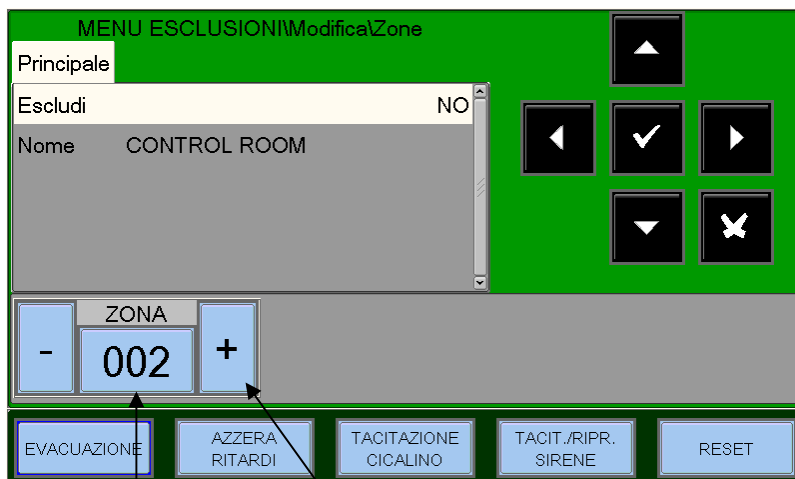 MENU ESCLUSIONI\Modifica\Zone
Principale
Escludi NO
Nome CONTROL ROOM
ZONA
- 002 +
EVACUAZIONE
AZZERA
RITARDI
TACITAZIONE
CICALINO
TACIT./RIPR.
SIRENE
RESET